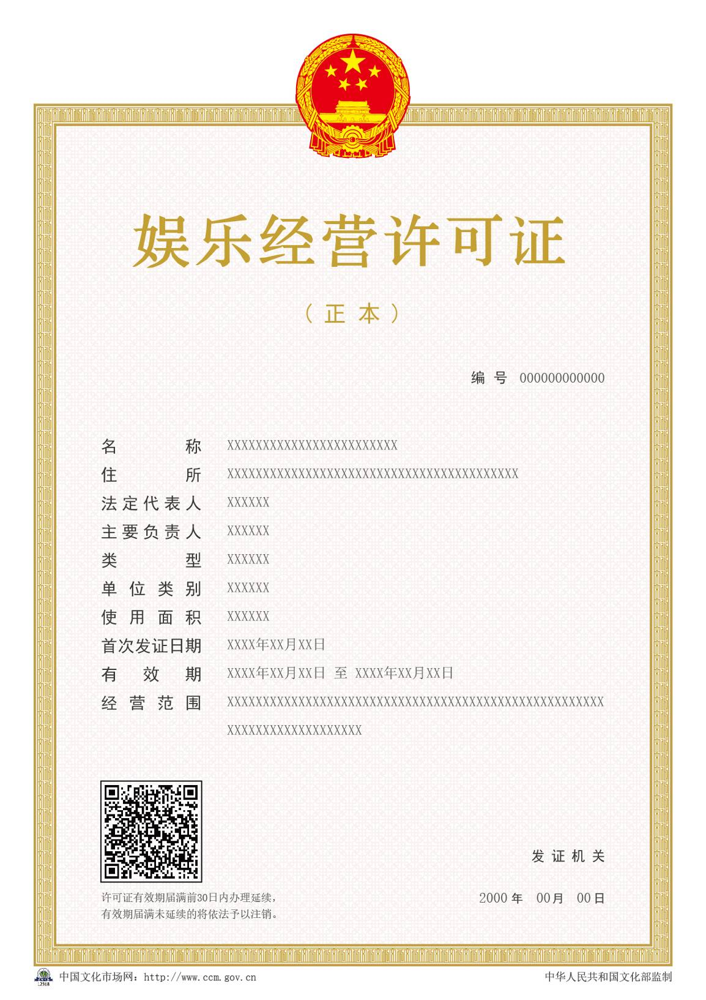 娱乐经营许可证
（正本）
编号 000000000000
名称 XXXXXXXXXXXXXXXXXXXXXXXX
住所 XXXXXXXXXXXXXXXXXXXXXXXXXXXXXXXXXXXXXXXXX
法定代表人 XXXXXX
主要负责人 XXXXXX
类型 XXXXXX
单位类别 XXXXXX
使用面积 XXXXXX
首次发证日期 XXXX年XX月XX日
有效期 XXXX年XX月XX日 至 XXXX年XX月XX日
经营范围 XXXXXXXXXXXXXXXXXXXXXXXXXXXXXXXXXXXXXXXXXXXXXXXXXXXXX
XXXXXXXXXXXXXXXXXXX
发证机关
许可证有效期届满前30日内办理延续，
2000 年 00 月 00 日
有效期届满未延续的将依法予以注销。
L2318
中国文化市场网：http://www.ccm.gov.cn
中华人民共和国文化部监制